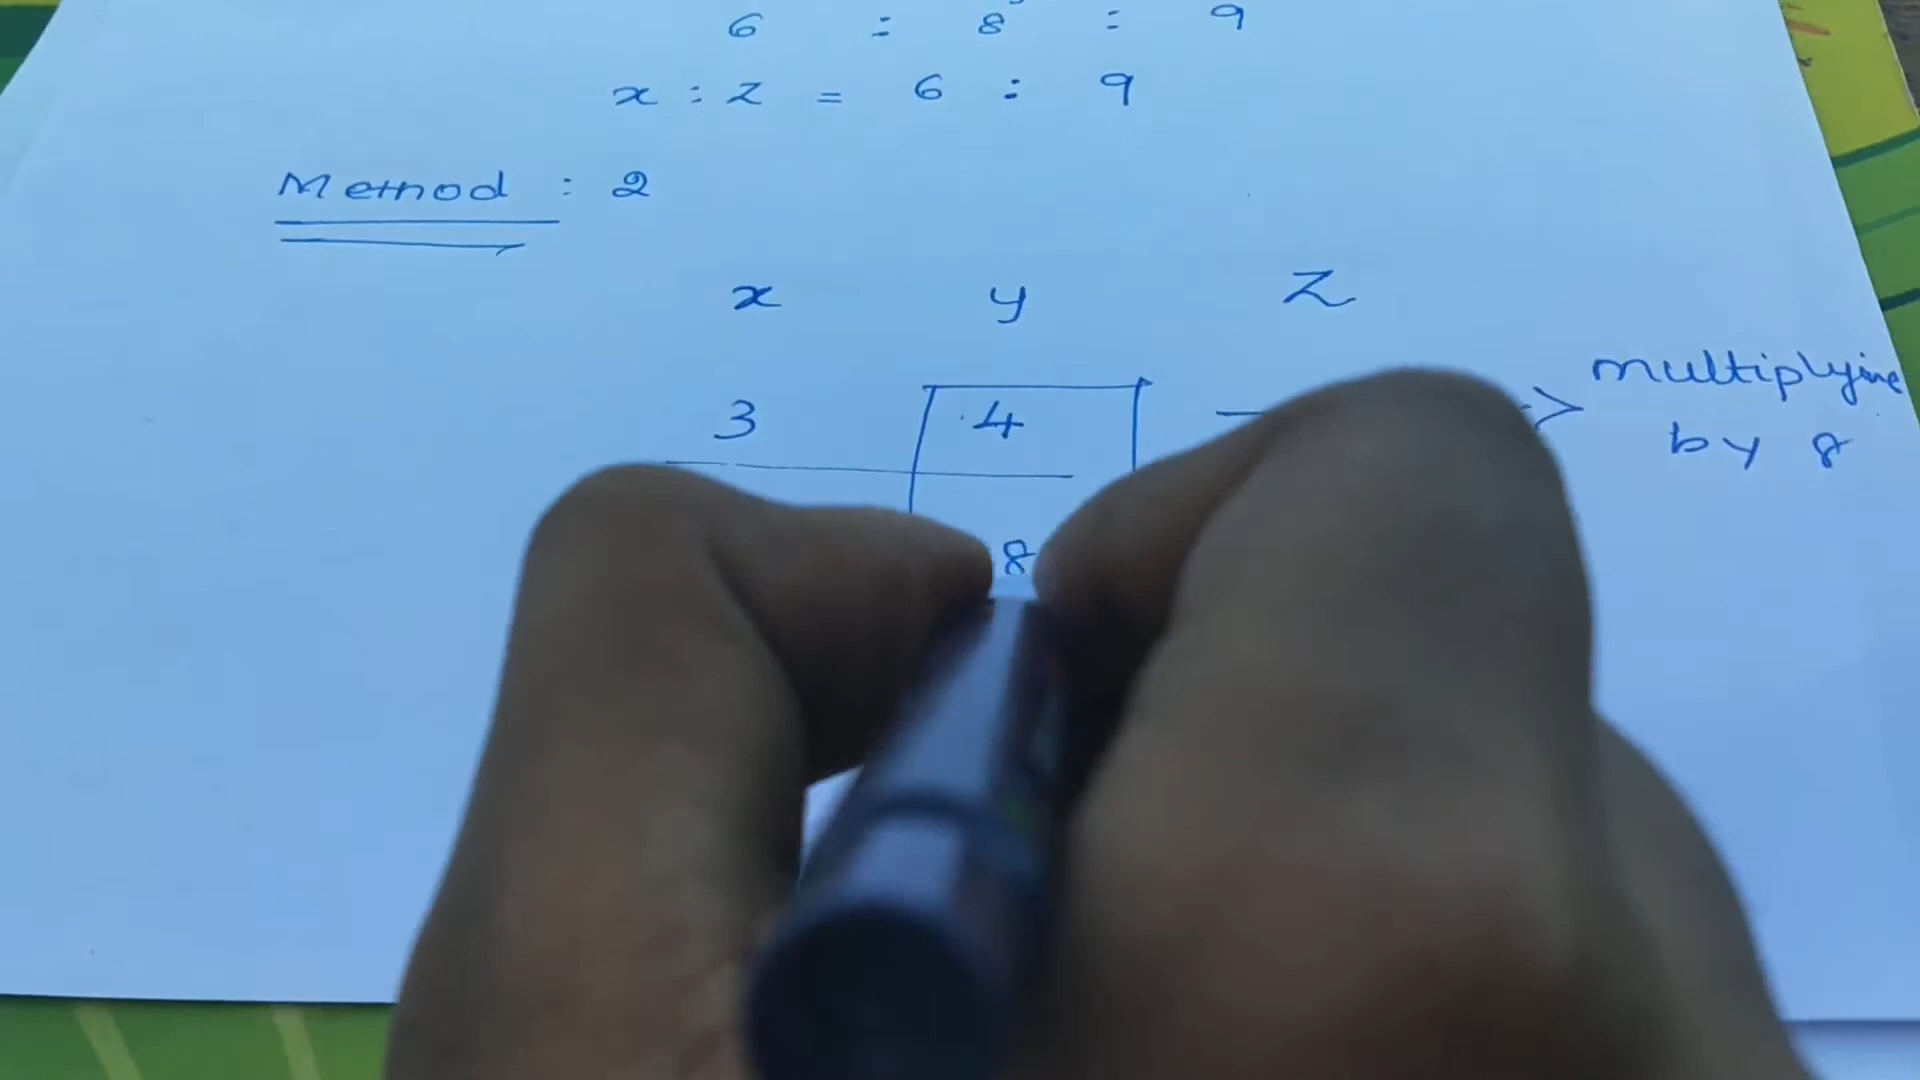 6 : 8 : 9
x : z = 6 : 9
Method : 2
x y z
3 4 multiplying
by 8
8